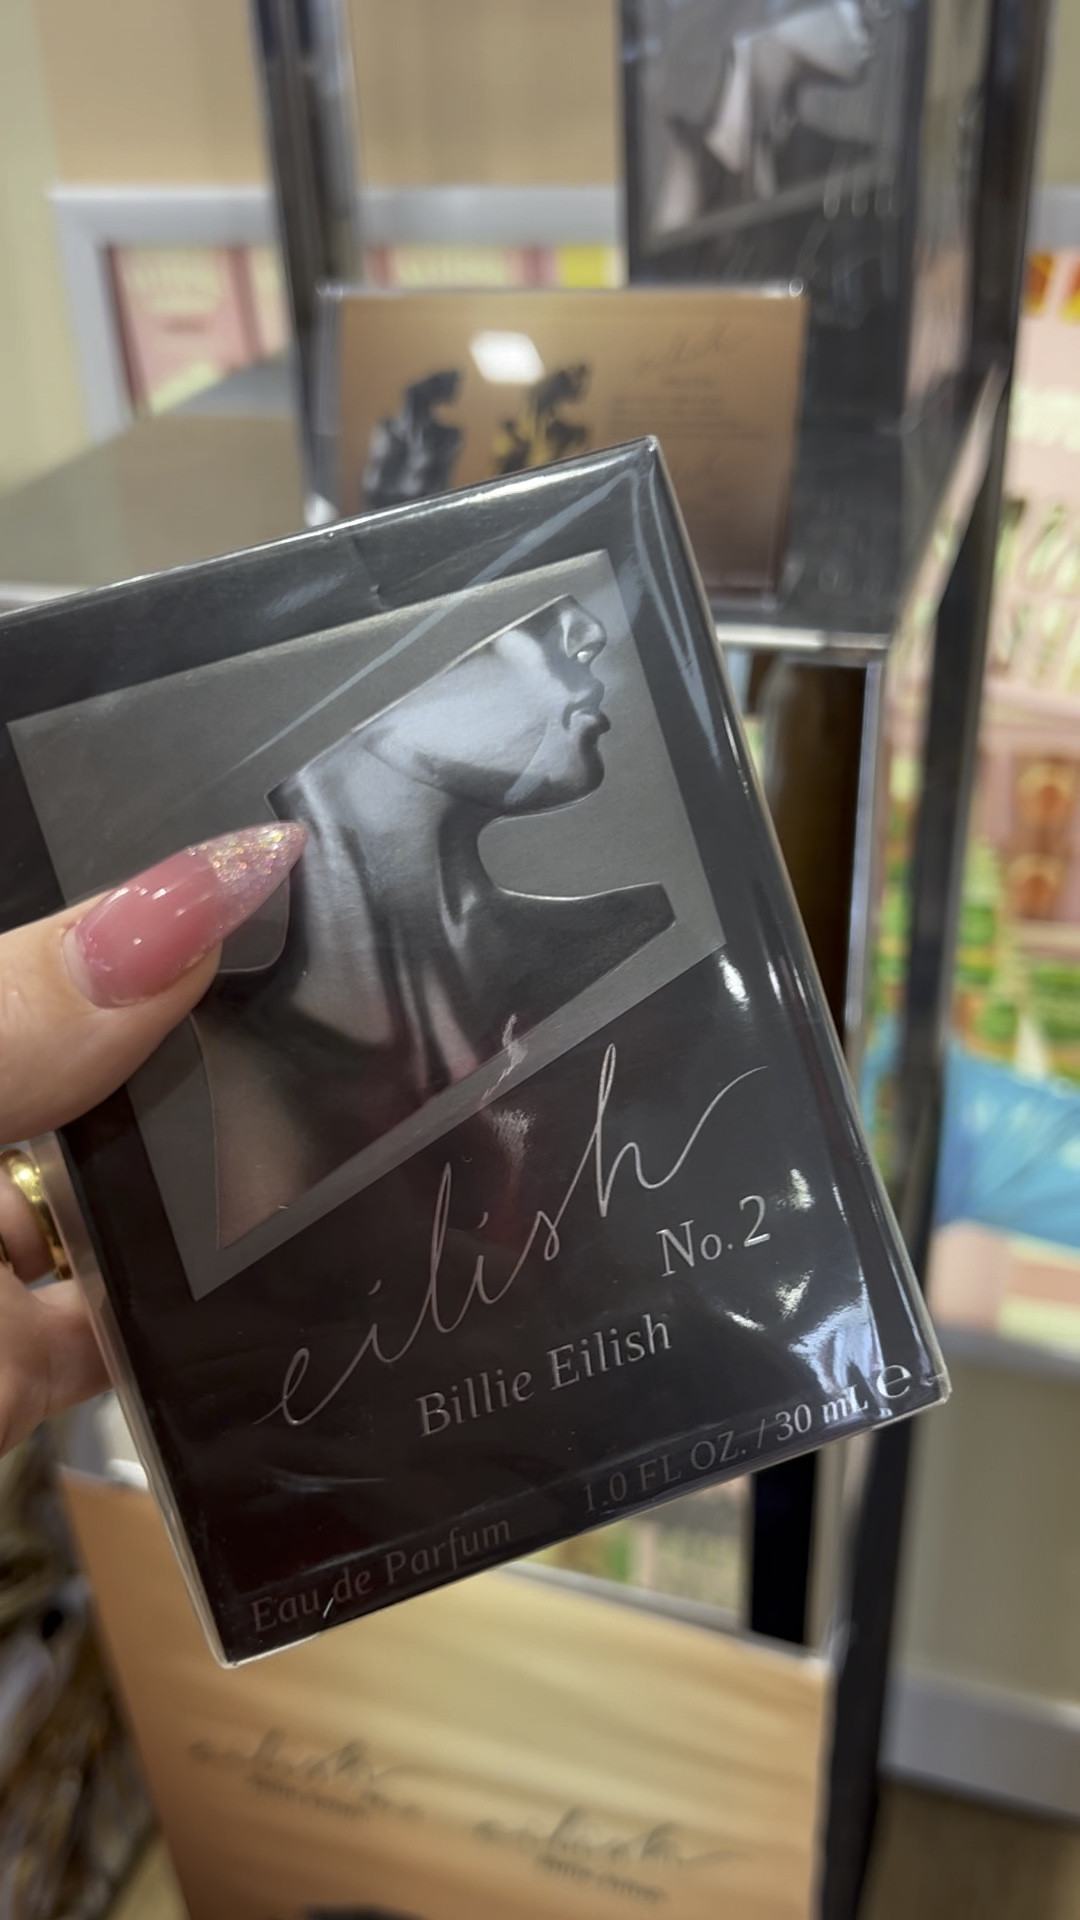 eilish
No. 2
Billie Eilish
Eau de Parfum 1.0 FL OZ. / 30 mL e